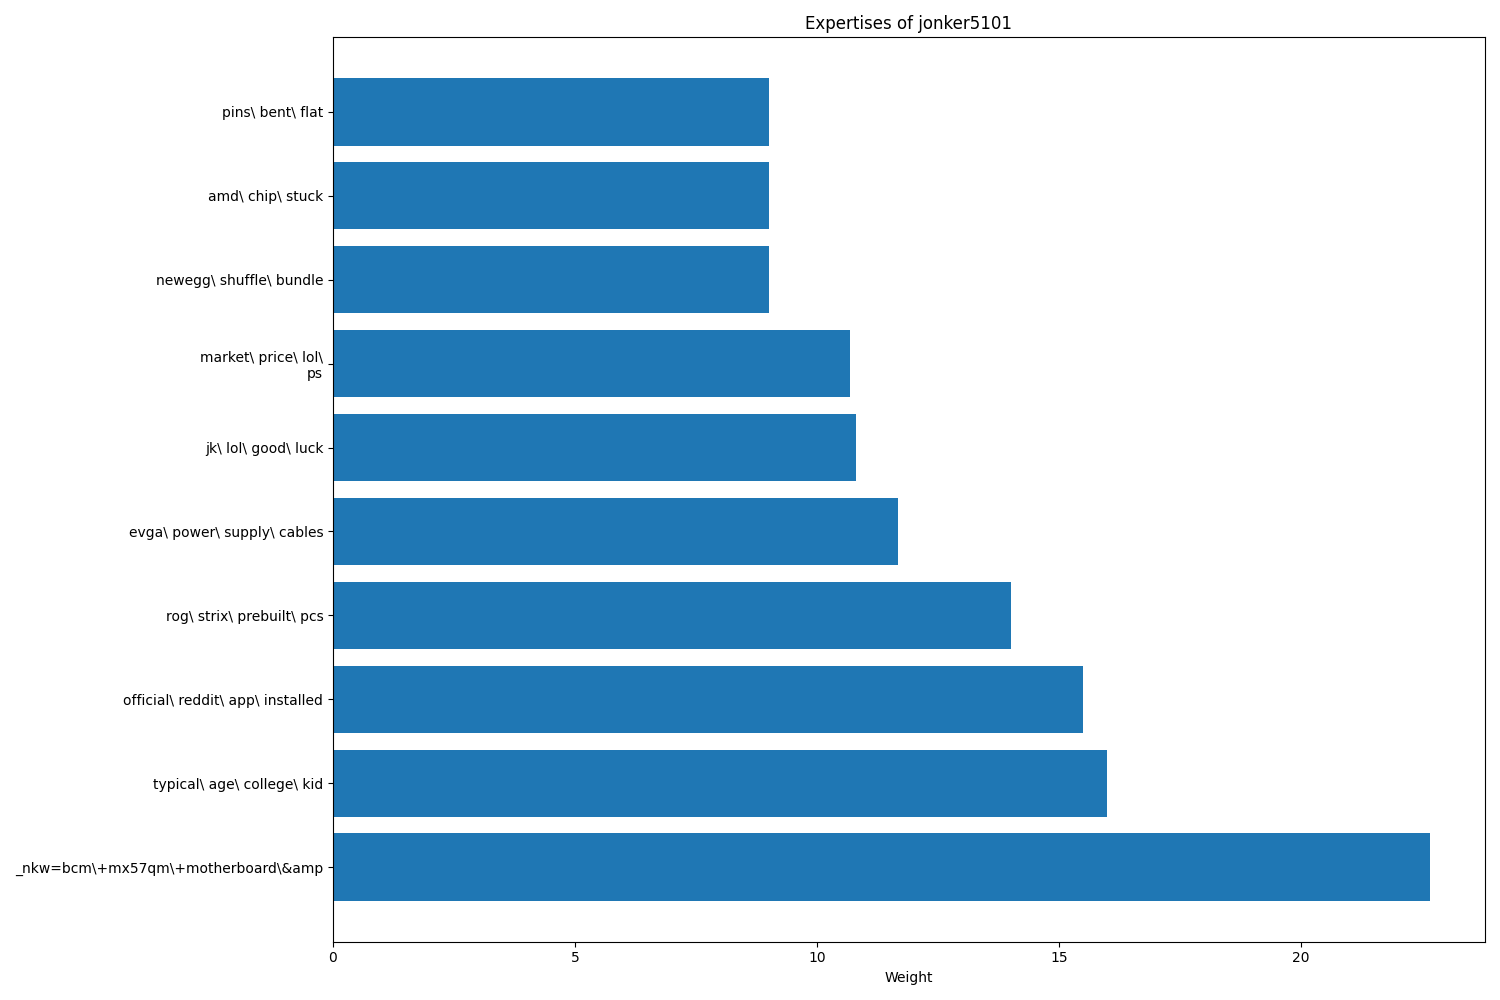 Expertises of jonker5101
pins\ bent\ flat
amd\ chip\ stuck
newegg\ shuffle\ bundle
market\ price\ lol\
ps
jk\ lol\ good\ luck
evga\ power\ supply\ cables
rog\ strix\ prebuilt\ pcs
official\ reddit\ app\ installed
typical\ age\ college\ kid
_nkw=bcm\+mx57qm\+motherboard\&amp
0 5 10 15 20
Weight